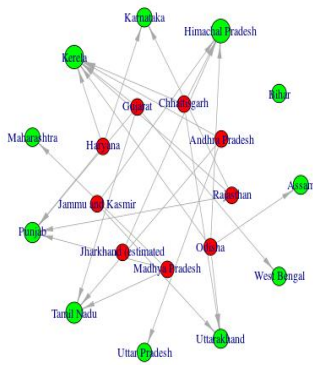 Karnataka
Himachal Pradesh
Kerela
Bihar
Gujarat
Chhattisgarh
Maharashtra
Haryana
Andhra Pradesh
Assam
Rajasthan
Jammu and Kasmir
Punjab
Odisha
Jharkhand (estimated
Madhya Pradesh
West Bengal
Tamil Nadu
Uttarakhand
Uttar Pradesh